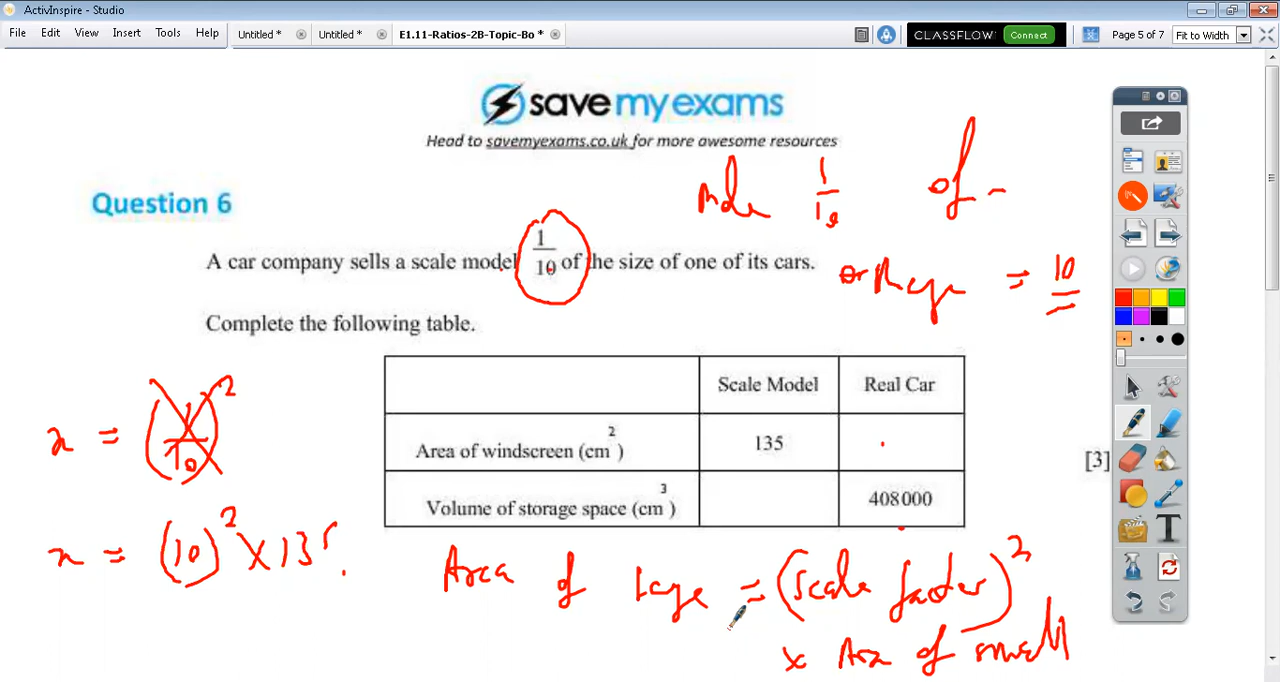 ActivInspire - Studio
File Edit View Insert Tools Help
Untitled * Untitled * E1.11-Ratios-2B-Topic-Bo *
CLASSFLOW Connect
Page 5 of 7 Fit to Width
save my exams
Head to savemyexams.co.uk for more awesome resources
Question 6
1/10 of
A car company sells a scale model 1/10 of the size of one of its cars.
= 10
Complete the following table.
Scale Model Real Car
Area of windscreen (cm2) 135
[3]
Volume of storage space (cm3) 408000
x = (1/10)2
x = (10)2 × 135.
Area of large = (Scale factor)2
× Area of small
T